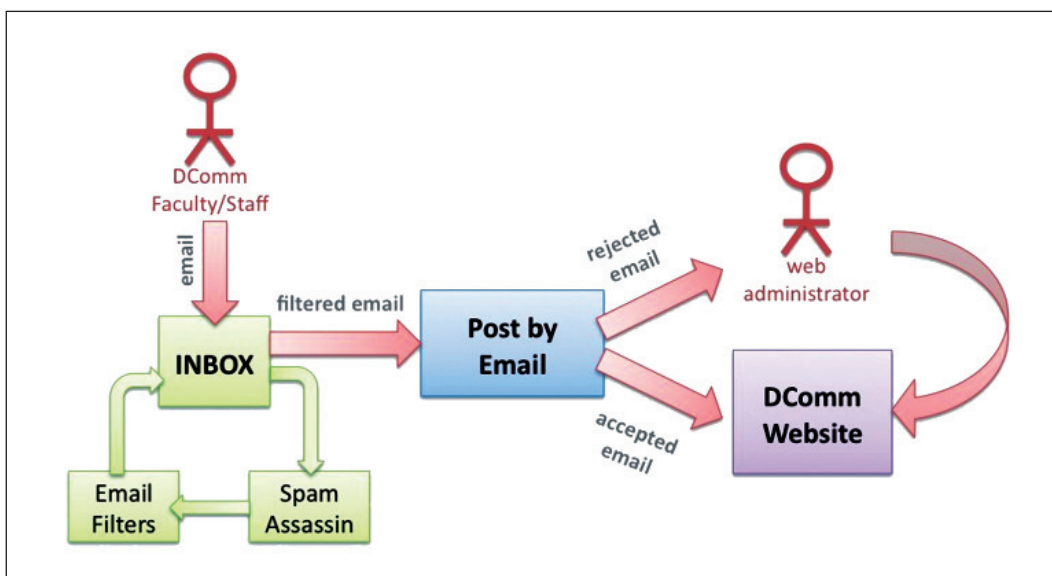 DComm
Faculty/Staff
email
INBOX
filtered email
Email
Filters
Spam
Assassin
Post by
Email
rejected
email
accepted
email
web
administrator
DComm
Website